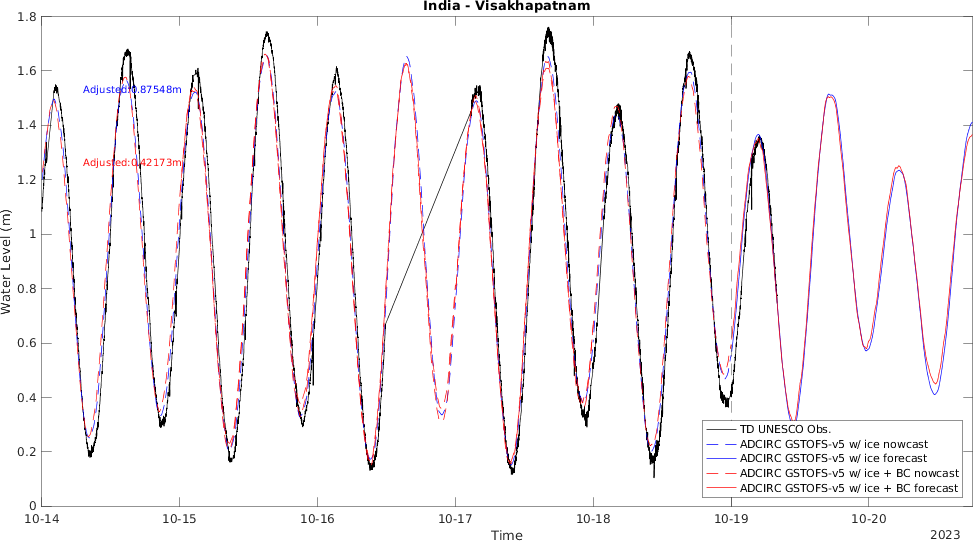 India - Visakhapatnam
1.8
1.6
1.4
1.2
1
0.8
0.6
0.4
0.2
0
Water Level (m)
Adjusted:0.87548m
Adjusted:0.42173m
TD UNESCO Obs.
ADCIRC GSTOFS-v5 w/ ice nowcast
ADCIRC GSTOFS-v5 w/ ice forecast
ADCIRC GSTOFS-v5 w/ ice + BC nowcast
ADCIRC GSTOFS-v5 w/ ice + BC forecast
10-14 10-15 10-16 10-17 10-18 10-19 10-20
Time
2023